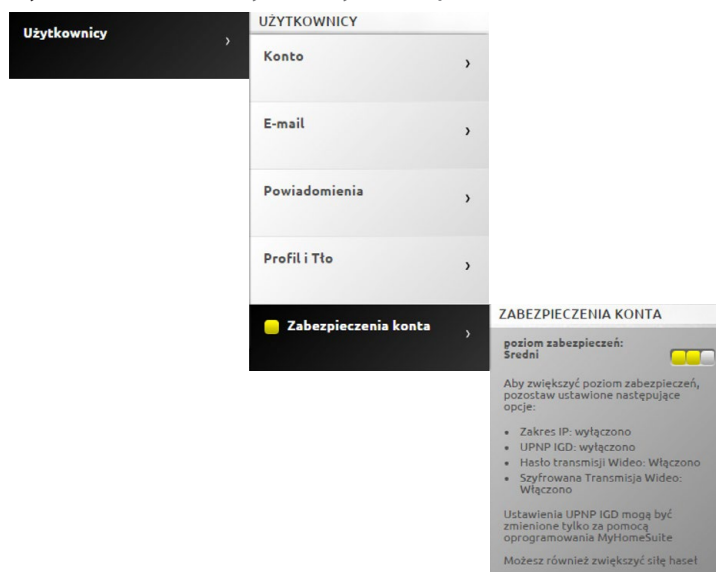 Użytkownicy
UŻYTKOWNICY
Konto
E-mail
Powiadomienia
Profil i Tło
Zabezpieczenia konta
ZABEZPIECZENIA KONTA
poziom zabezpieczeń:
Sredni
Aby zwiększyć poziom zabezpieczeń,
pozostaw ustawione następujące
opcje:
• Zakres IP: wyłączono
• UPNP IGD: wyłączono
• Hasło transmisji Wideo: Włączono
• Szyfrowana Transmisja Wideo:
Włączono
Ustawienia UPNP IGD mogą być
zmienione tylko za pomocą
oprogramowania MyHomeSuite
Możesz również zwiększyć siłę haseł